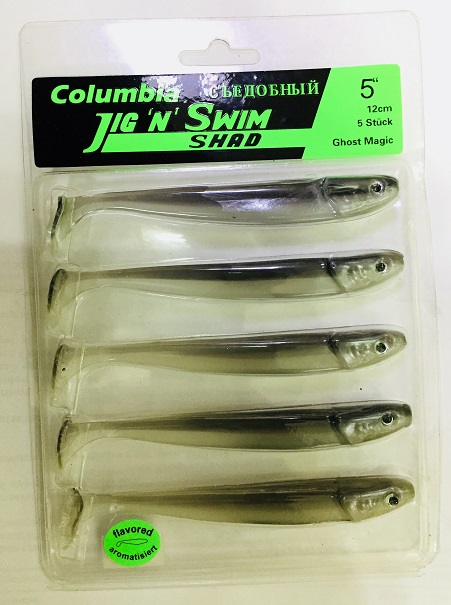 Columbia СЪЕДОБНЫЙ
JIG 'N' SWIM
SHAD
5"
12cm
5 Stück
Ghost Magic
flavored
aromatisiert